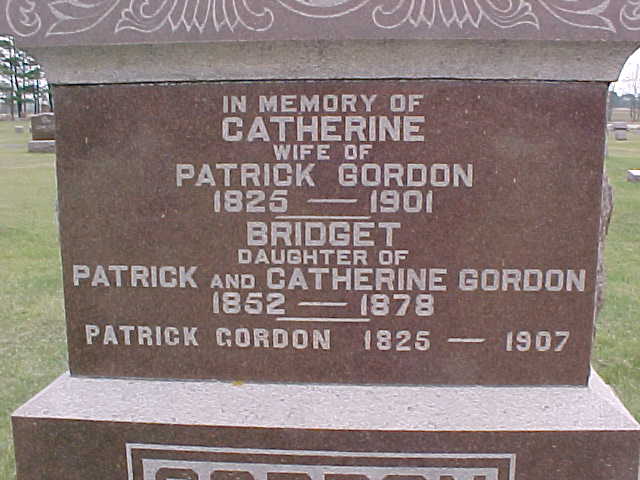 IN MEMORY OF
CATHERINE
WIFE OF
PATRICK GORDON
1825 — 1901
BRIDGET
DAUGHTER OF
PATRICK AND CATHERINE GORDON
1852 — 1878
PATRICK GORDON 1825 — 1907
GORDON